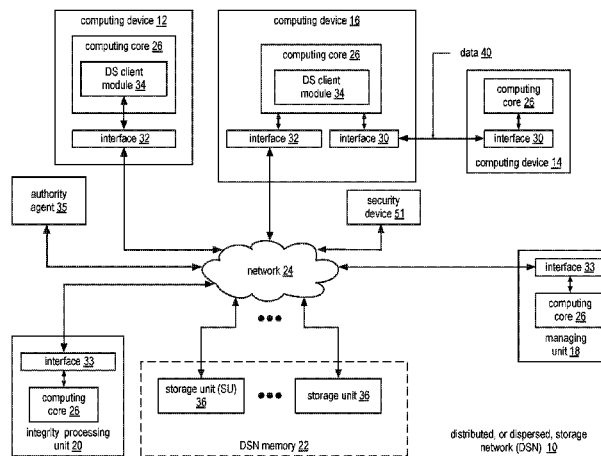 computing device 12
computing core 26
DS client
module 34
interface 32
computing device 16
computing core 26
DS client
module 34
interface 32
interface 30
data 40
computing
core 26
interface 30
computing device 14
authority
agent 35
security
device 51
network 24
interface 33
computing
core 26
managing unit
18
interface 33
computing
core 26
integrity processing
unit 20
storage unit (SU)
36
storage unit 36
DSN memory 22
distributed, or dispersed, storage
network (DSN) 10